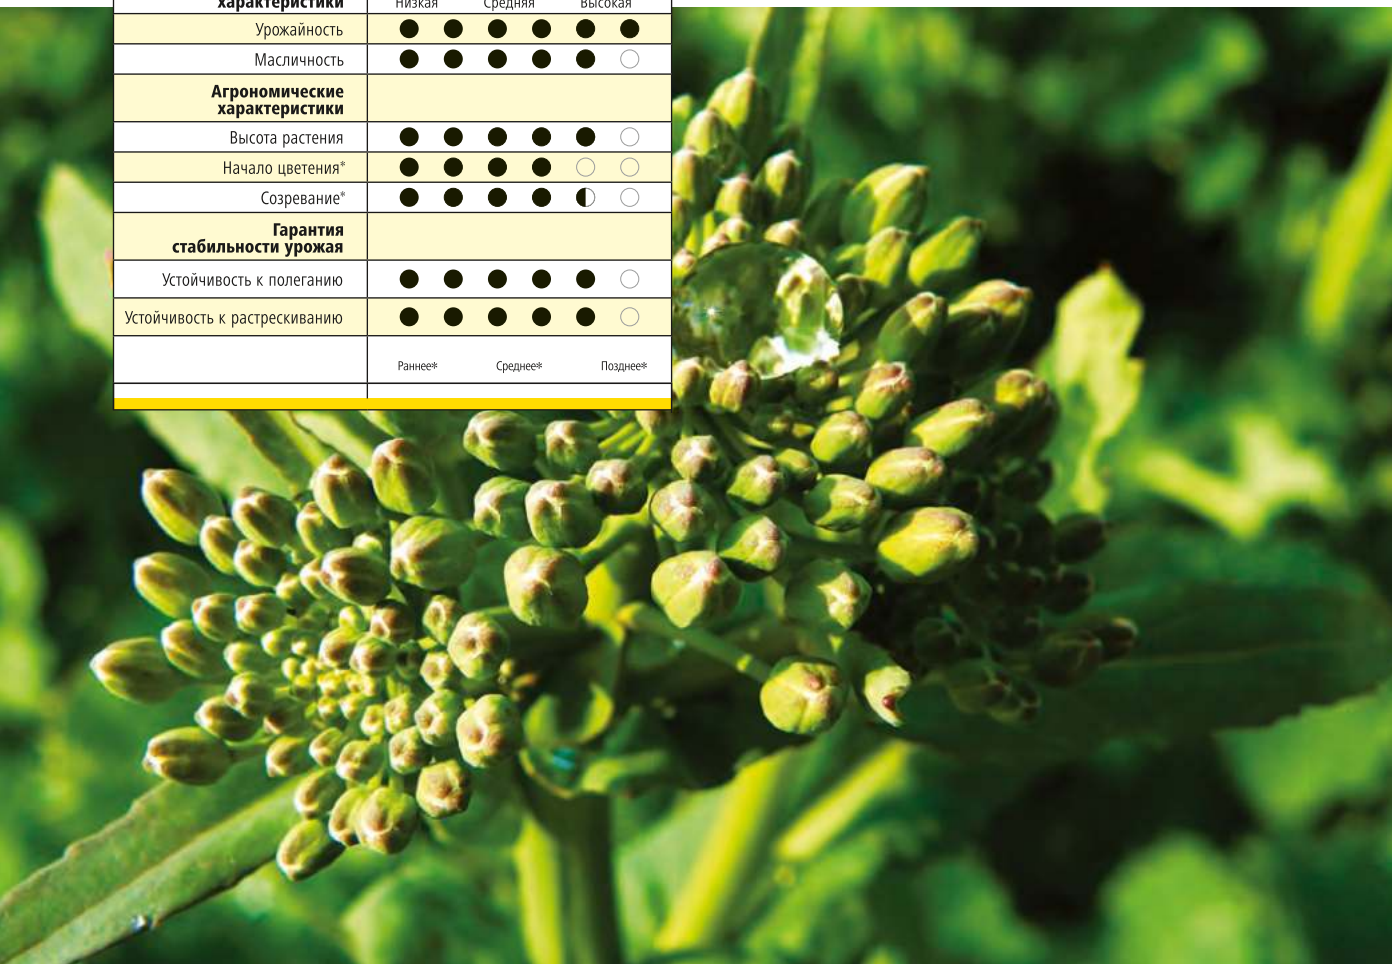 характеристики Низкая Средняя Высокая
Урожайность
Масличность
Агрономические
характеристики
Высота растения
Начало цветения*
Созревание*
Гарантия
стабильности урожая
Устойчивость к полеганию
Устойчивость к растрескиванию
Раннее* Среднее* Позднее*